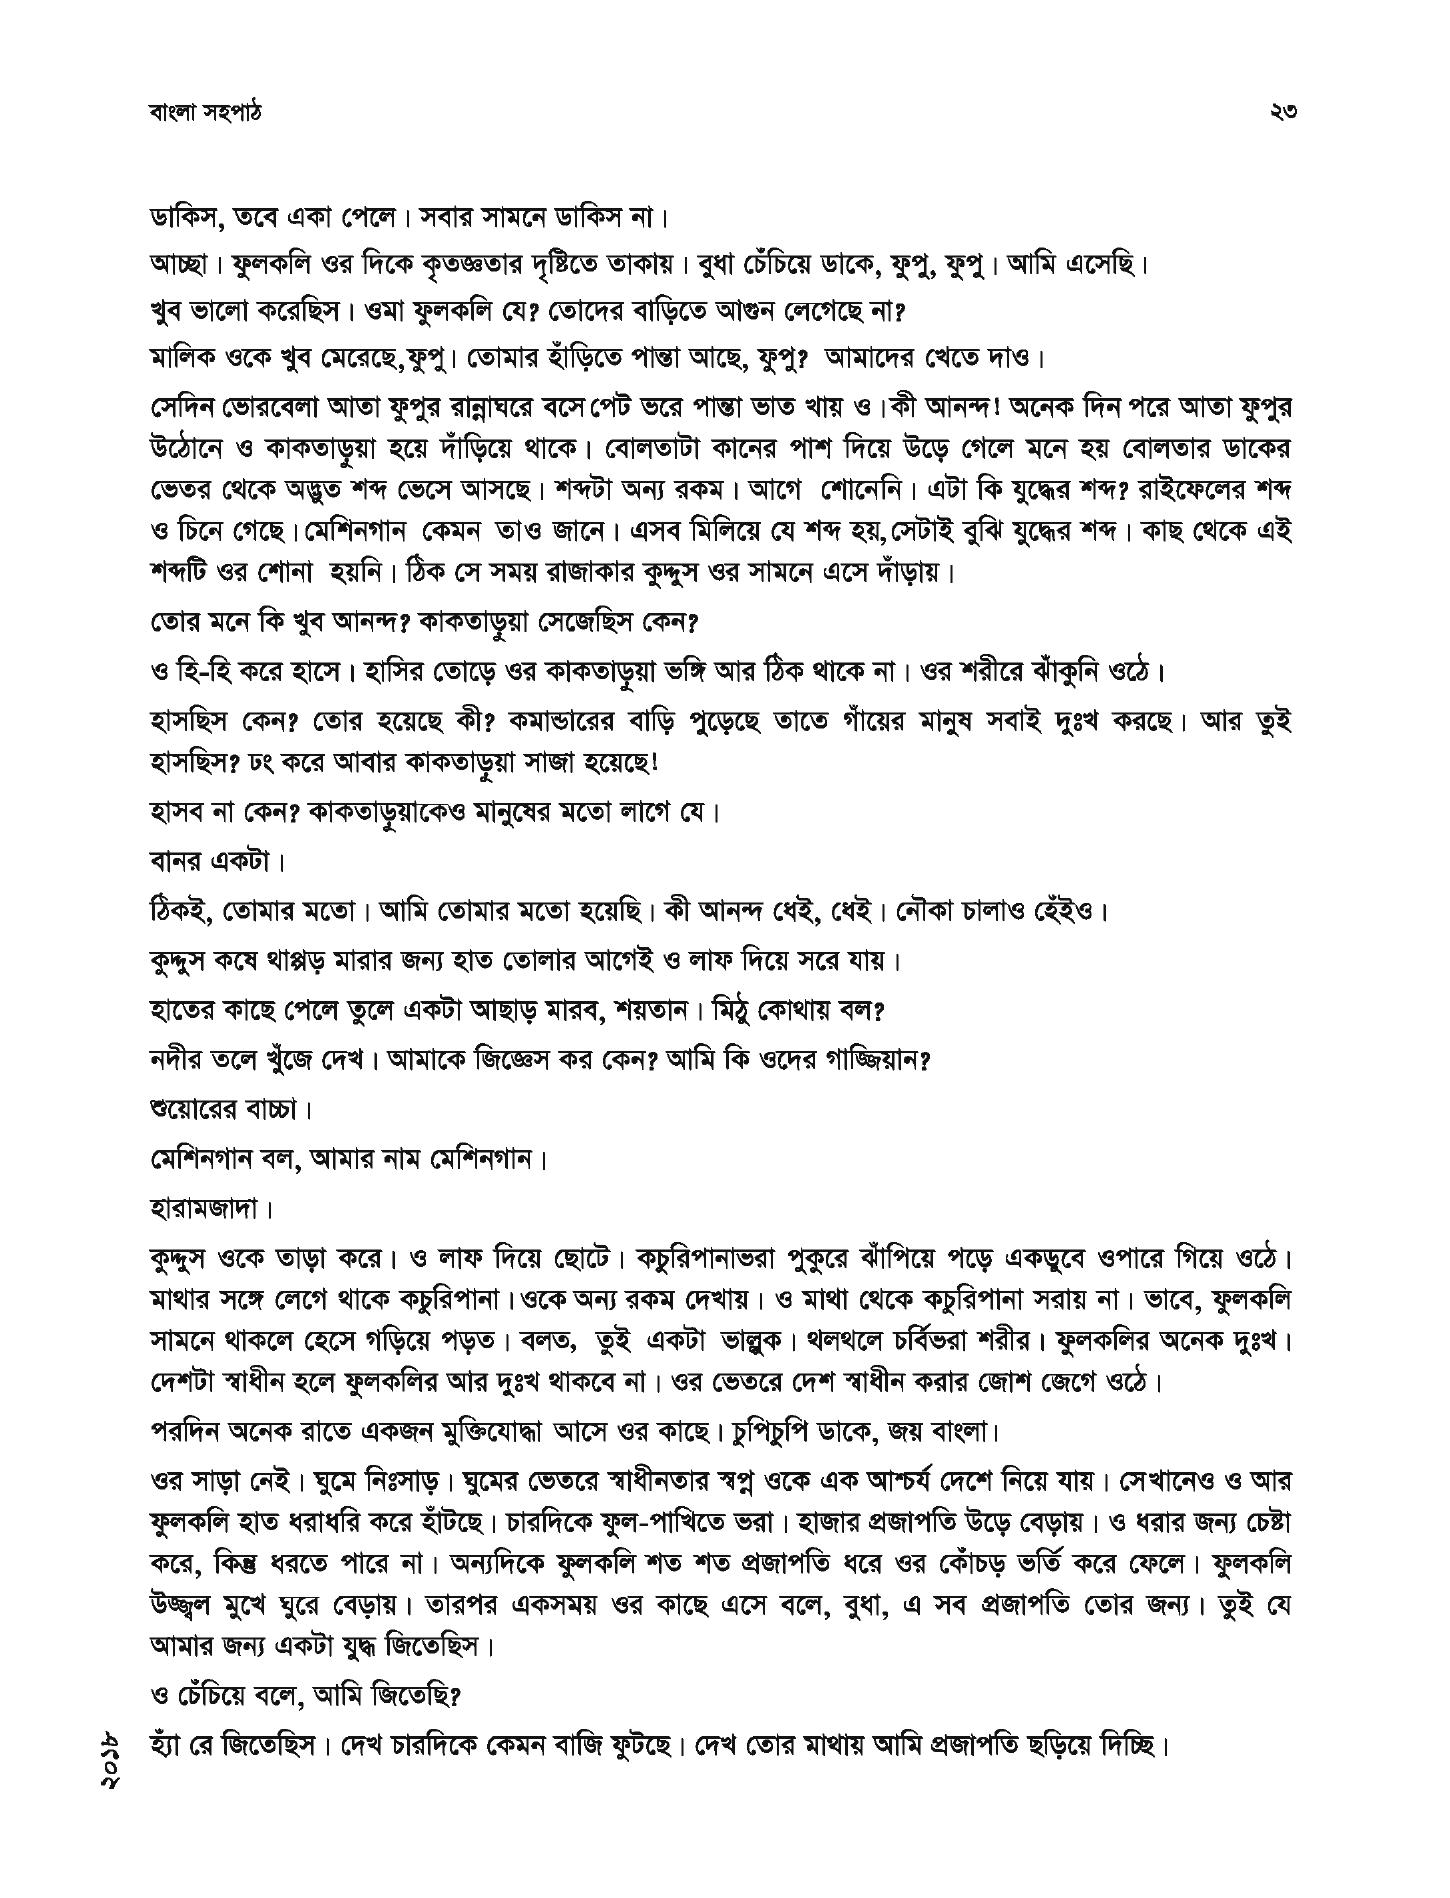 বাংলা সহপাঠ
২৩
ডাকিস, তবে একা পেলে। সবার সামনে ডাকিস না।
আচ্ছা। ফুলকলি ওর দিকে কৃতজ্ঞতার দৃষ্টিতে তাকায়। বুধা চেঁচিয়ে ডাকে, ফুপু, ফুপু। আমি এসেছি।
খুব ভালো করেছিস। ওমা ফুলকলি যে? তোদের বাড়িতে আগুন লেগেছে না?
মালিক ওকে খুব মেরেছে,ফুপু। তোমার হাঁড়িতে পান্তা আছে, ফুপু? আমাদের খেতে দাও।
সেদিন ভোরবেলা আতা ফুপুর রান্নাঘরে বসে পেট ভরে পান্তা ভাত খায় ও। কী আনন্দ! অনেক দিন পরে আতা ফুপুর
উঠোনে ও কাকতাড়ুয়া হয়ে দাঁড়িয়ে থাকে। বোলতাটা কানের পাশ দিয়ে উড়ে গেলে মনে হয় বোলতার ডাকের
ভেতর থেকে অদ্ভুত শব্দ ভেসে আসছে। শব্দটা অন্য রকম। আগে শোনেনি। এটা কি যুদ্ধের শব্দ? রাইফেলের শব্দ
ও চিনে গেছে। মেশিনগান কেমন তাও জানে। এসব মিলিয়ে যে শব্দ হয়,সেটাই বুঝি যুদ্ধের শব্দ। কাছ থেকে এই
শব্দটি ওর শোনা হয়নি। ঠিক সে সময় রাজাকার কুদ্দুস ওর সামনে এসে দাঁড়ায়।
তোর মনে কি খুব আনন্দ? কাকতাড়ুয়া সেজেছিস কেন?
ও হি-হি করে হাসে। হাসির তোড়ে ওর কাকতাড়ুয়া ভঙ্গি আর ঠিক থাকে না। ওর শরীরে ঝাঁকুনি ওঠে।
হাসছিস কেন? তোর হয়েছে কী? কমান্ডারের বাড়ি পুড়েছে তাতে গাঁয়ের মানুষ সবাই দুঃখ করছে। আর তুই
হাসছিস? ঢং করে আবার কাকতাড়ুয়া সাজা হয়েছে!
হাসব না কেন? কাকতাড়ুয়াকেও মানুষের মতো লাগে যে।
বানর একটা।
ঠিকই, তোমার মতো। আমি তোমার মতো হয়েছি। কী আনন্দ ধেই, ধেই। নৌকা চালাও হেঁইও।
কুদ্দুস কষে থাপ্পড় মারার জন্য হাত তোলার আগেই ও লাফ দিয়ে সরে যায়।
হাতের কাছে পেলে তুলে একটা আছাড় মারব, শয়তান। মিঠু কোথায় বল?
নদীর তলে খুঁজে দেখ। আমাকে জিজ্ঞেস কর কেন? আমি কি ওদের গার্জ্জিয়ান?
শুয়োরের বাচ্চা।
মেশিনগান বল, আমার নাম মেশিনগান।
হারামজাদা।
কুদ্দুস ওকে তাড়া করে। ও লাফ দিয়ে ছোটে। কচুরিপানাভরা পুকুরে ঝাঁপিয়ে পড়ে একডুবে ওপারে গিয়ে ওঠে।
মাথার সঙ্গে লেগে থাকে কচুরিপানা। ওকে অন্য রকম দেখায়। ও মাথা থেকে কচুরিপানা সরায় না। ভাবে, ফুলকলি
সামনে থাকলে হেসে গড়িয়ে পড়ত। বলত, তুই একটা ভাল্লুক। থলথলে চর্বিভরা শরীর। ফুলকলির অনেক দুঃখ।
দেশটা স্বাধীন হলে ফুলকলির আর দুঃখ থাকবে না। ওর ভেতরে দেশ স্বাধীন করার জোশ জেগে ওঠে।
পরদিন অনেক রাতে একজন মুক্তিযোদ্ধা আসে ওর কাছে। চুপিচুপি ডাকে, জয় বাংলা।
ওর সাড়া নেই। ঘুমে নিঃসাড়। ঘুমের ভেতরে স্বাধীনতার স্বপ্ন ওকে এক আশ্চর্য দেশে নিয়ে যায়। সেখানেও ও আর
ফুলকলি হাত ধরাধরি করে হাঁটছে। চারদিকে ফুল-পাখিতে ভরা। হাজার প্রজাপতি উড়ে বেড়ায়। ও ধরার জন্য চেষ্টা
করে, কিন্তু ধরতে পারে না। অন্যদিকে ফুলকলি শত শত প্রজাপতি ধরে ওর কোঁচড় ভর্তি করে ফেলে। ফুলকলি
উজ্জ্বল মুখে ঘুরে বেড়ায়। তারপর একসময় ওর কাছে এসে বলে, বুধা, এ সব প্রজাপতি তোর জন্য। তুই যে
আমার জন্য একটা যুদ্ধ জিতেছিস।
ও চেঁচিয়ে বলে, আমি জিতেছি?
হ্যাঁ রে জিতেছিস। দেখ চারদিকে কেমন বাজি ফুটছে। দেখ তোর মাথায় আমি প্রজাপতি ছড়িয়ে দিচ্ছি।
২০১৮